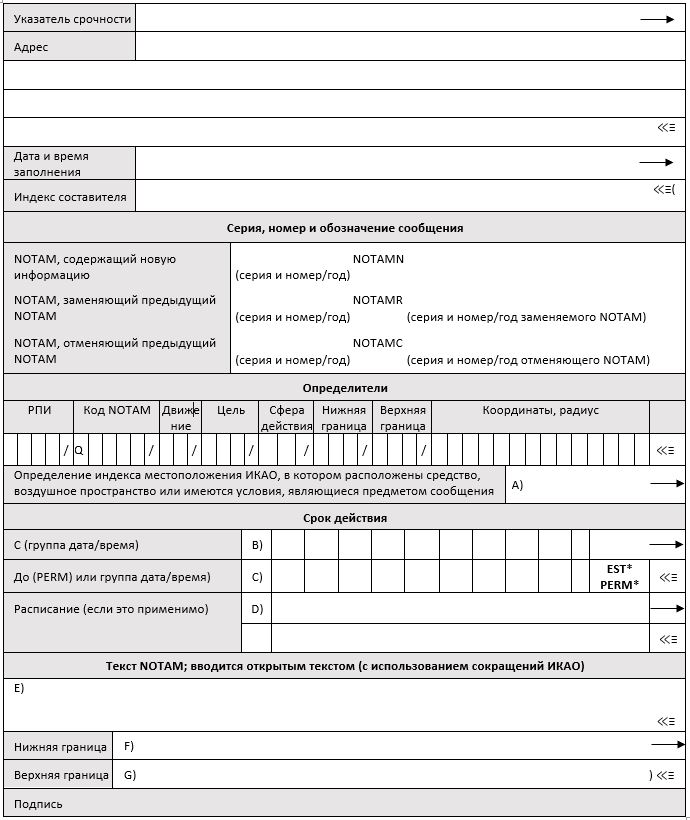 Указатель срочности
Адрес
≪≡
Дата и время
заполнения
Индекс составителя
≪≡(
Серия, номер и обозначение сообщения
NOTAM, содержащий новую
информацию
NOTAMN
(серия и номер/год)
NOTAM, заменяющий предыдущий
NOTAM
NOTAMR
(серия и номер/год) (серия и номер/год заменяемого NOTAM)
NOTAM, отменяющий предыдущий
NOTAM
NOTAMC
(серия и номер/год) (серия и номер/год отменяющего NOTAM)
Определители
РПИ Код NOTAM Движе Цель Сфера Нижняя Верхняя Координаты, радиус
ние действия граница граница
/ Q / / / / / / ≪≡
Определение индекса местоположения ИКАО, в котором расположены средство,
воздушное пространство или имеются условия, являющиеся предметом сообщения
A)
Срок действия
С (группа дата/время) B)
До (PERM) или группа дата/время) C) EST*
PERM* ≪≡
Расписание (если это применимо) D)
≪≡
Текст NOTAM; вводится открытым текстом (с использованием сокращений ИКАО)
E)
≪≡
Нижняя граница F)
Верхняя граница G) ) ≪≡
Подпись